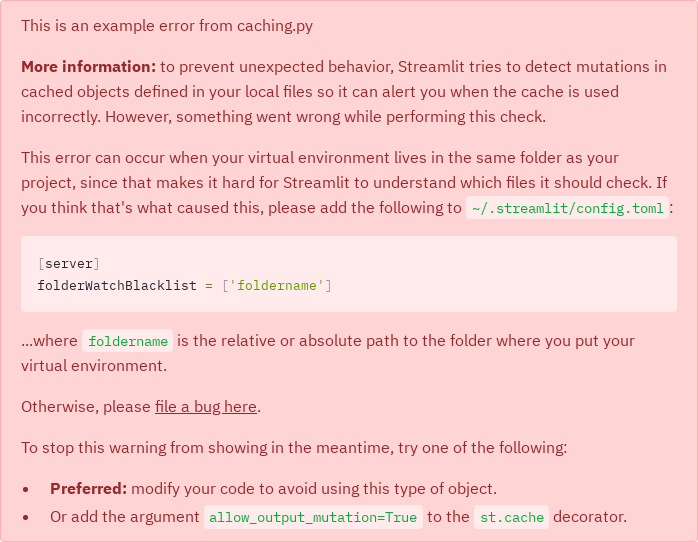 This is an example error from caching.py
More information: to prevent unexpected behavior, Streamlit tries to detect mutations in
cached objects defined in your local files so it can alert you when the cache is used
incorrectly. However, something went wrong while performing this check.
This error can occur when your virtual environment lives in the same folder as your
project, since that makes it hard for Streamlit to understand which files it should check. If
you think that's what caused this, please add the following to ~/.streamlit/config.toml :
[server]
folderWatchBlacklist = ['foldername']
...where foldername is the relative or absolute path to the folder where you put your
virtual environment.
Otherwise, please file a bug here.
To stop this warning from showing in the meantime, try one of the following:
• Preferred: modify your code to avoid using this type of object.
• Or add the argument allow_output_mutation=True to the st.cache decorator.